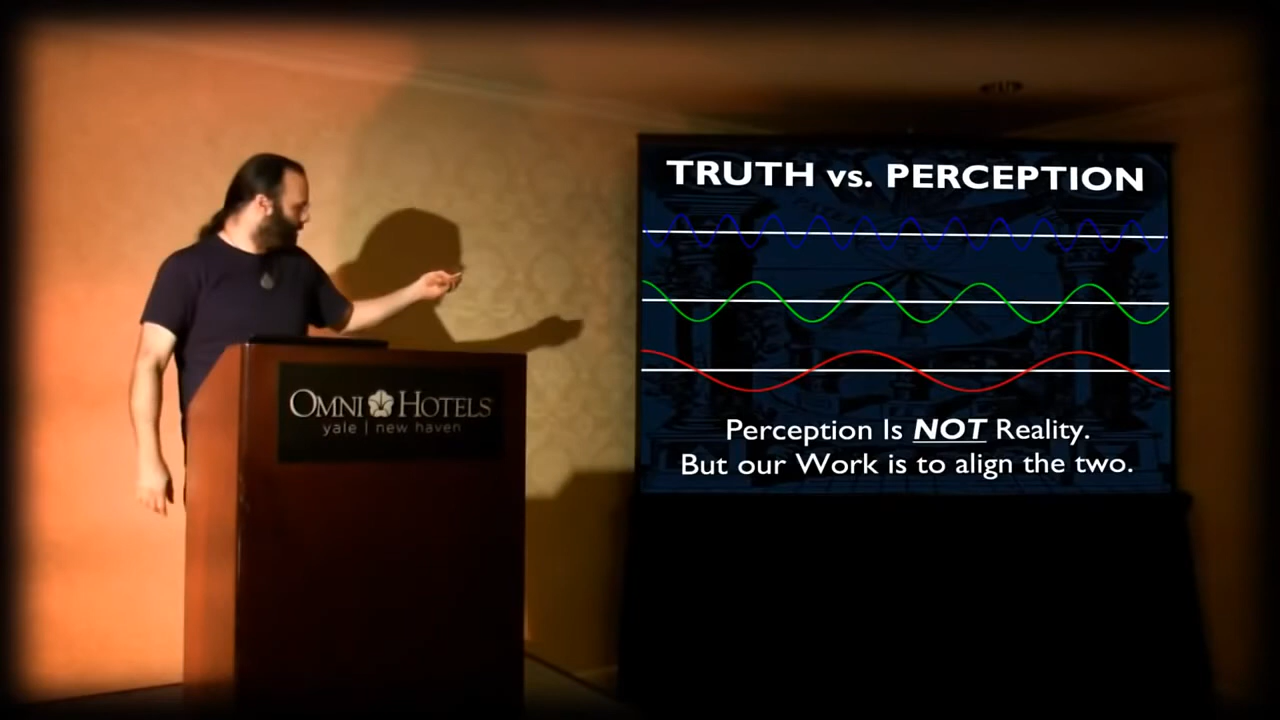 TRUTH vs. PERCEPTION
OMNI HOTELS
yale | new haven
Perception Is NOT Reality.
But our Work is to align the two.